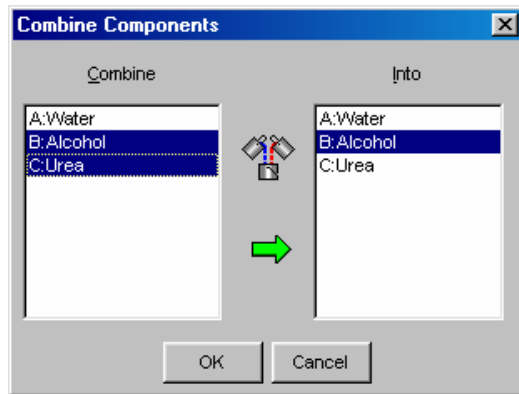 Combine Components
Combine
Into
A:Water
B:Alcohol
C:Urea
A:Water
B:Alcohol
C:Urea
OK
Cancel